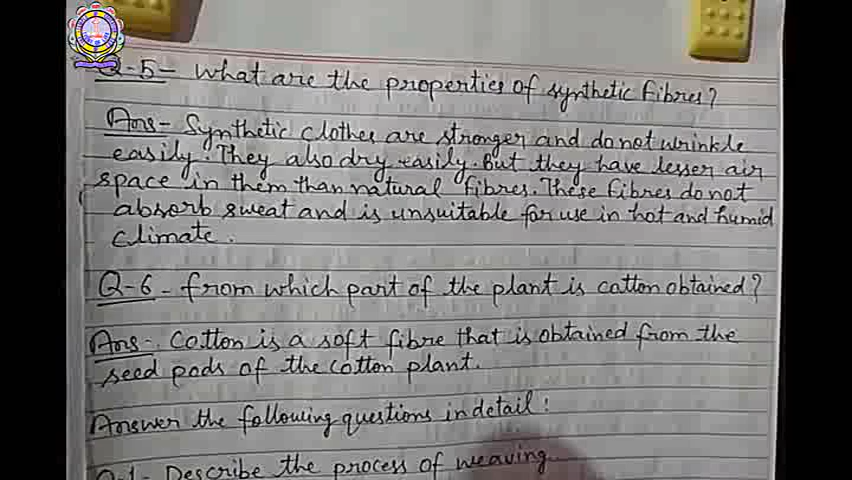 Q-5- What are the properties of synthetic fibres?
Ans- Synthetic clothes are stronger and do not wrinkle
easily. They also dry easily. But they have lesser air
space in them than natural fibres. These fibres do not
absorb sweat and is unsuitable for use in hot and humid
climate.
Q-6- from which part of the plant is catton obtained?
Ans-. Cotton is a soft fibre that is obtained from the
seed pods of the cotton plant.
Answer the following questions in detail:
Q-1- Describe the process of weaving